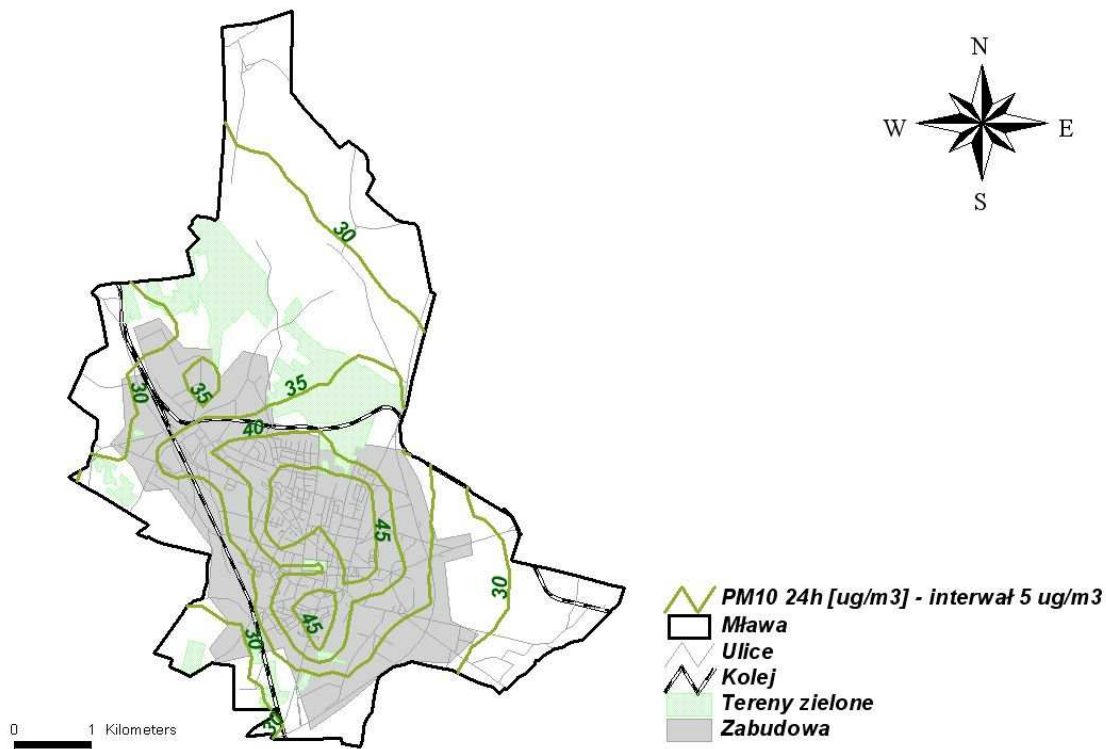 N
W E
S
30
35
30
35
40
45
30
45
30
30
PM10 24h [ug/m3] - interwał 5 ug/m3
Mława
Ulice
Kolej
Tereny zielone
Zabudowa
0 1 Kilometers